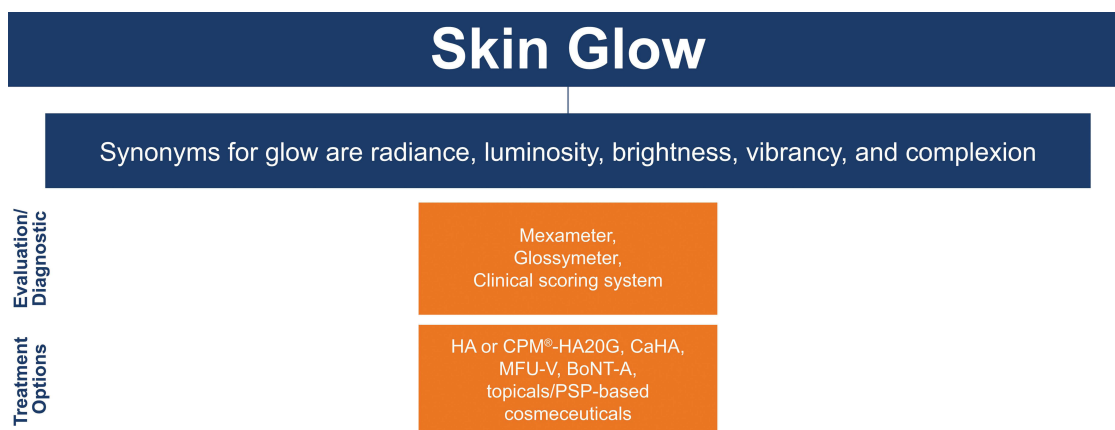 Skin Glow
Synonyms for glow are radiance, luminosity, brightness, vibrancy, and complexion
Evaluation/
Diagnostic
Mexameter,
Glossymeter,
Clinical scoring system
Treatment
Options
HA or CPM®-HA20G, CaHA,
MFU-V, BoNT-A,
topicals/PSP-based
cosmeceuticals